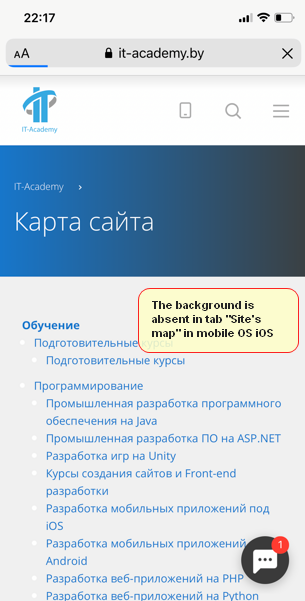 22:17
AA
it-academy.by
IT-Academy
IT-Academy ›
Карта сайта
The background is
absent in tab "Site's
map" in mobile OS iOS
Обучение
Подготовительные курсы
Подготовительные курсы
Программирование
Промышленная разработка программного
обеспечения на Java
Промышленная разработка ПО на ASP.NET
Разработка игр на Unity
Курсы создания сайтов и Front-end
разработки
Разработка мобильных приложений под
iOS
Разработка мобильных приложений
Android
1
Разработка веб-приложений на PHP
Разработка веб-приложений на Python